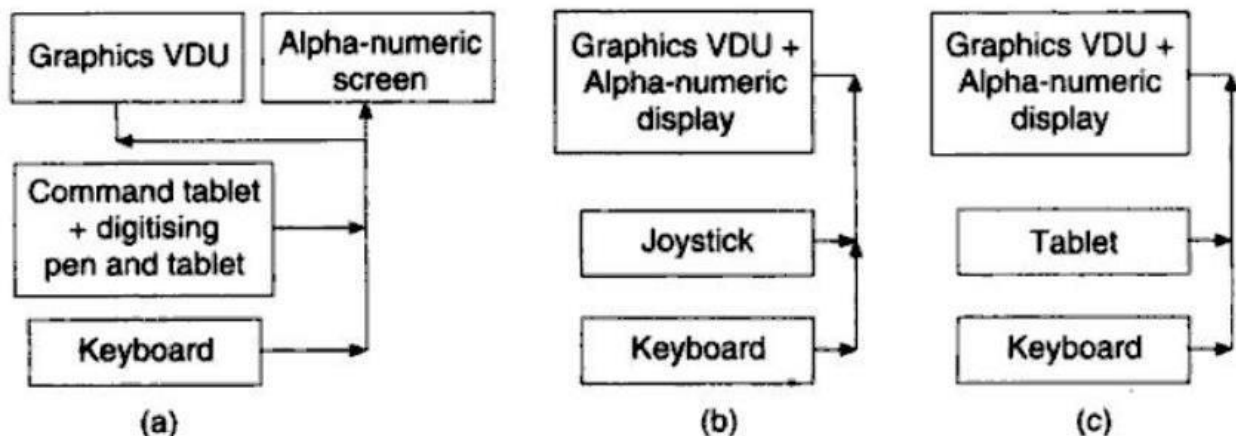 Graphics VDU
Alpha-numeric
screen
Command tablet
+ digitising
pen and tablet
Keyboard
(a)
Graphics VDU +
Alpha-numeric
display
Joystick
Keyboard
(b)
Graphics VDU +
Alpha-numeric
display
Tablet
Keyboard
(c)